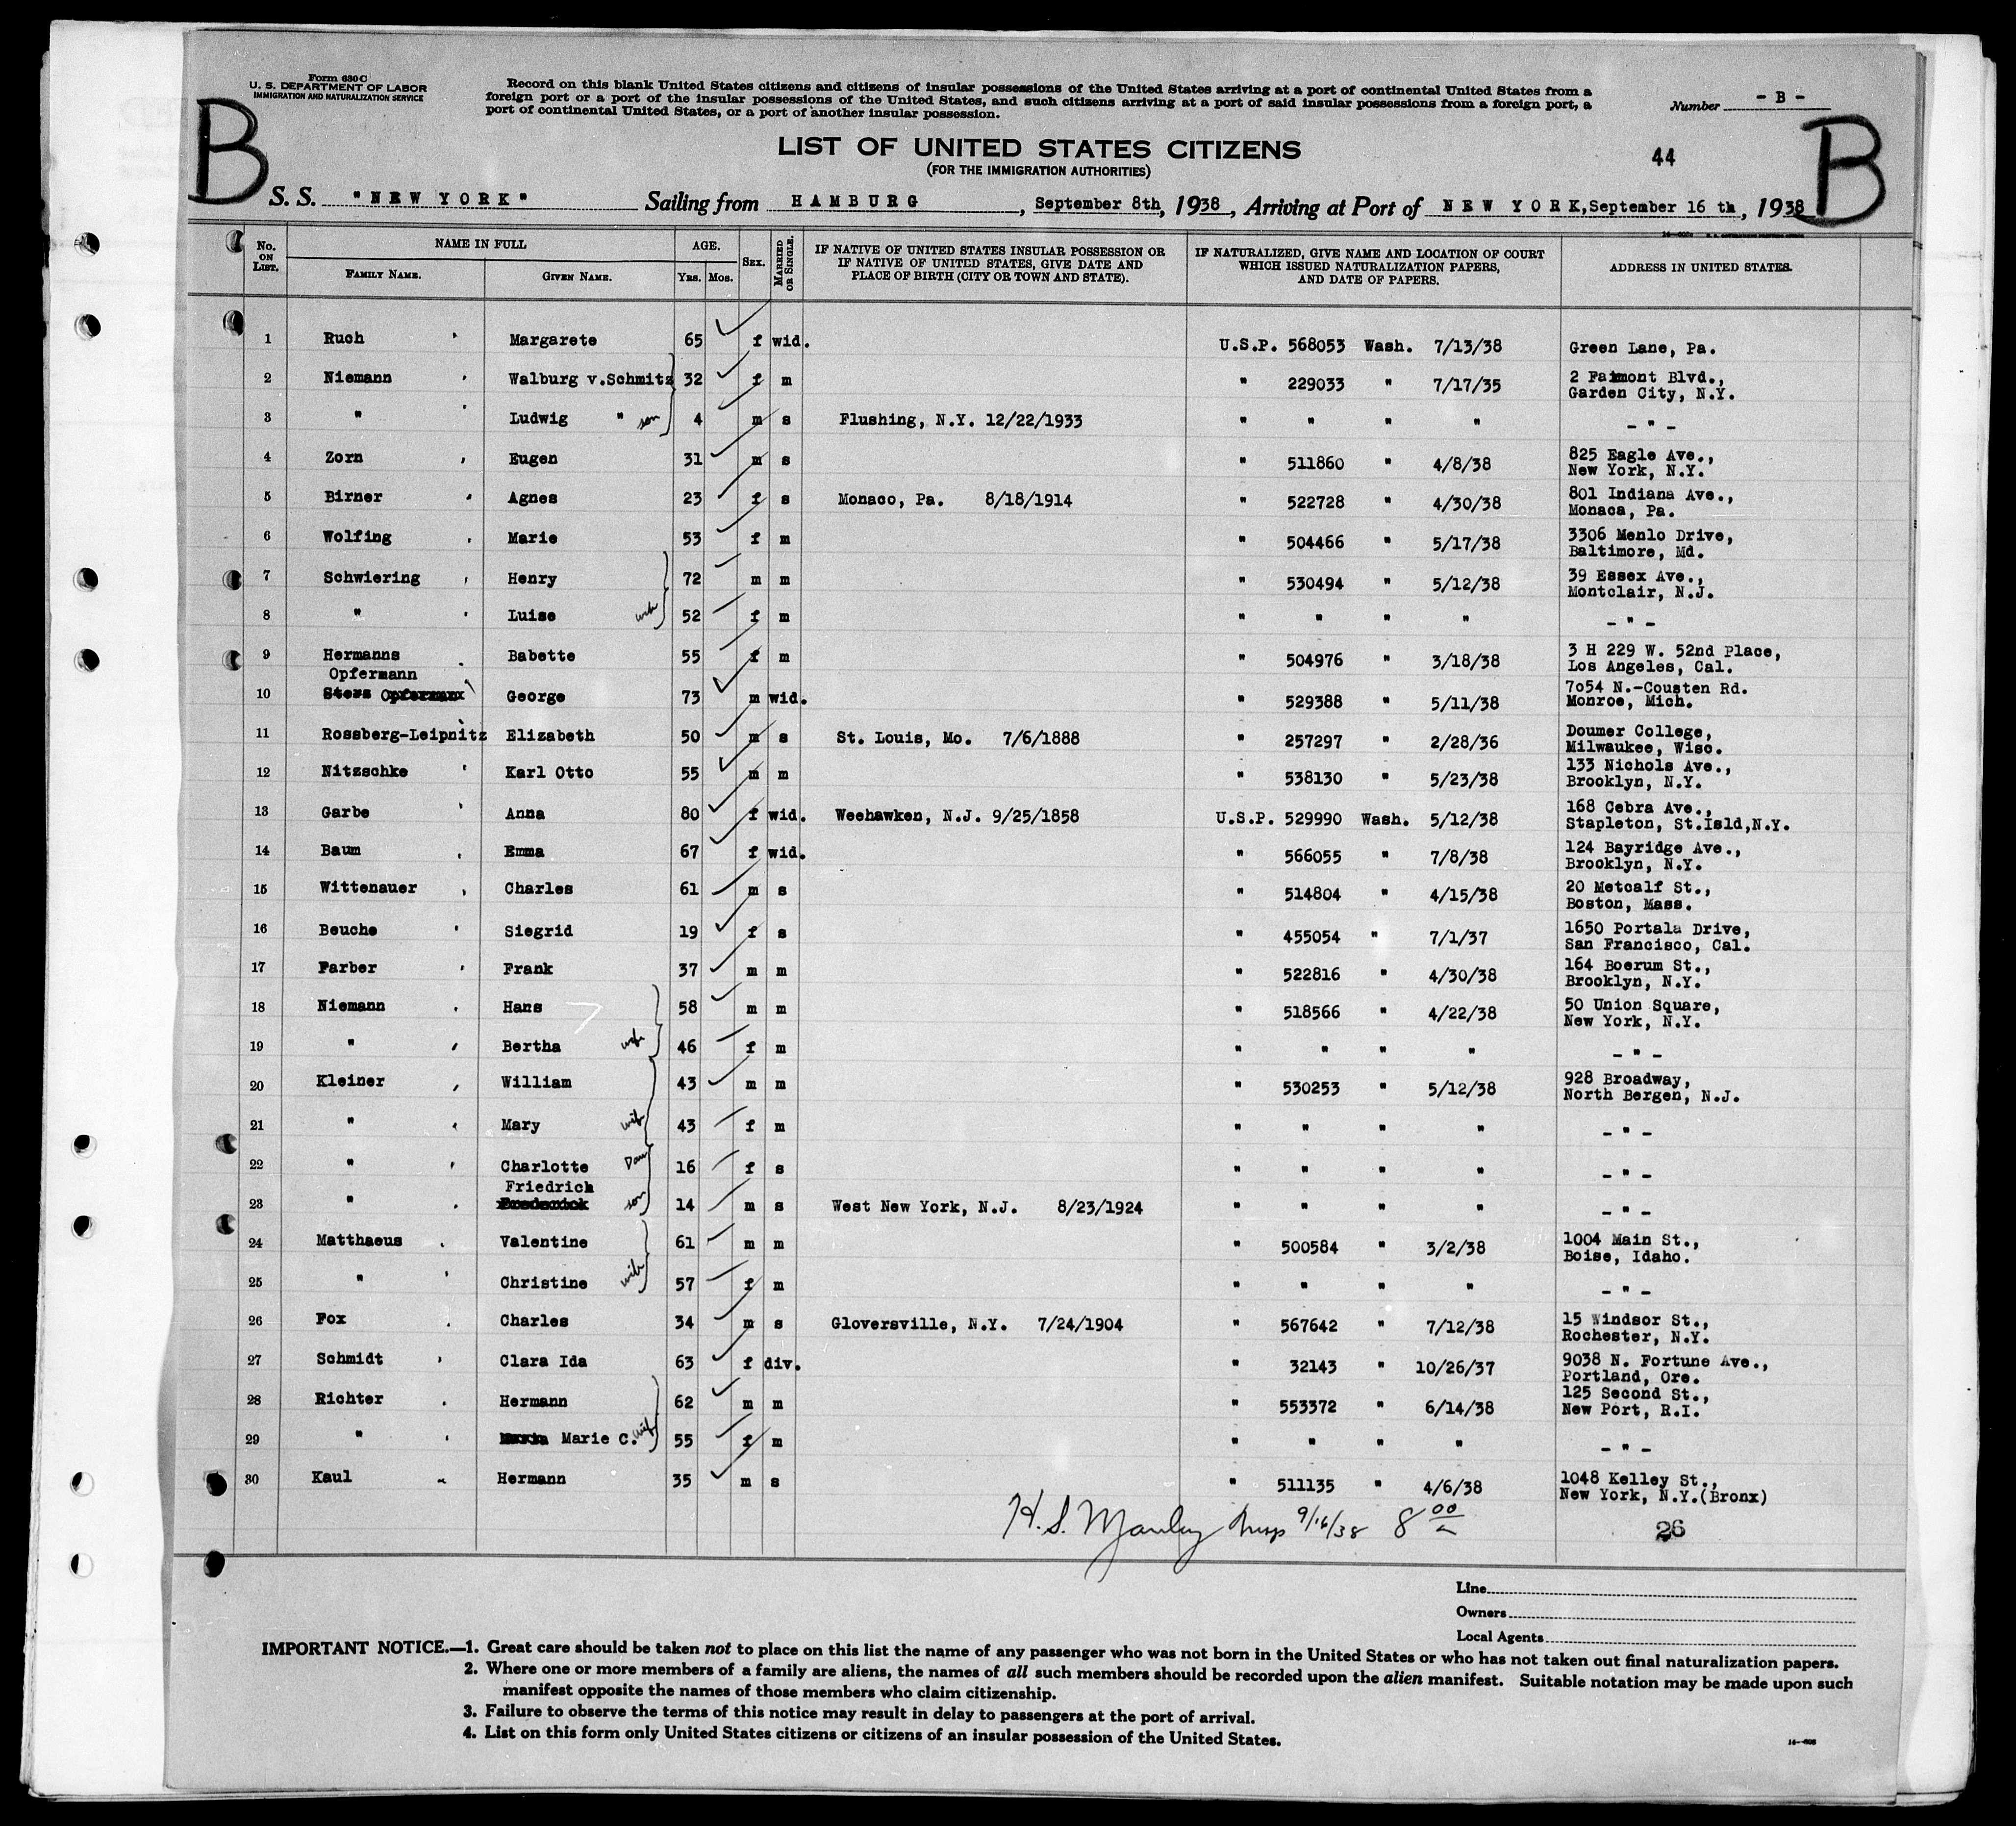 Form 630 C
U. S. DEPARTMENT OF LABOR
IMMIGRATION AND NATURALIZATION SERVICE
Record on this blank United States citizens and citizens of insular possessions of the United States arriving at a port of continental United States from a
foreign port or a port of the insular possessions of the United States, and such citizens arriving at a port of said insular possessions from a foreign port, a
port of continental United States, or a port of another insular possession.
Number - B -
B
B
LIST OF UNITED STATES CITIZENS
(FOR THE IMMIGRATION AUTHORITIES)
44
S. S. "NEW YORK" Sailing from HAMBURG, September 8th, 1938, Arriving at Port of NEW YORK, September 16 th, 1938
No. ON LIST. NAME IN FULL FAMILY NAME. GIVEN NAME. AGE. YRS. MOS. SEX. MARRIED OR SINGLE. IF NATIVE OF UNITED STATES INSULAR POSSESSION OR IF NATIVE OF UNITED STATES, GIVE DATE AND PLACE OF BIRTH (CITY OR TOWN AND STATE). IF NATURALIZED, GIVE NAME AND LOCATION OF COURT WHICH ISSUED NATURALIZATION PAPERS, AND DATE OF PAPERS. ADDRESS IN UNITED STATES.
1 Ruch Margarete 65 f wid. U.S.P. 568053 Wash. 7/13/38 Green Lane, Pa.
2 Niemann Walburg v.Schmitz 32 f m " 229033 " 7/17/35 2 Faimont Blvd., Garden City, N.Y.
3 " Ludwig " son 4 m s Flushing, N.Y. 12/22/1933 " " " " - " -
4 Zorn Eugen 31 m s " 511860 " 4/8/38 825 Eagle Ave., New York, N.Y.
5 Birner Agnes 23 f s Monaco, Pa. 8/18/1914 " 522728 " 4/30/38 801 Indiana Ave., Monaca, Pa.
6 Wolfing Marie 53 f m " 504466 " 5/17/38 3306 Menlo Drive, Baltimore, Md.
7 Schwiering Henry 72 m m " 530494 " 5/12/38 39 Essex Ave., Montclair, N.J.
8 " Luise wife 52 f m " " " " - " -
9 Hermanns Babette 55 f m " 504976 " 3/18/38 3 H 229 W. 52nd Place, Los Angeles, Cal.
Opfermann
10 Opfermann George 73 m wid. " 529388 " 5/11/38 7o54 N.-Cousten Rd. Monroe, Mich.
11 Rossberg-Leipnitz Elizabeth 50 m s St. Louis, Mo. 7/6/1888 " 257297 " 2/28/36 Doumer College, Milwaukee, Wisc.
12 Nitzschke Karl Otto 55 m m " 538130 " 5/23/38 133 Nichols Ave., Brooklyn, N.Y.
13 Garbe Anna 80 f wid. Weehawken, N.J. 9/25/1858 U.S.P. 529990 Wash. 5/12/38 168 Cebra Ave., Stapleton, St.Isld,N.Y.
14 Baum Emma 67 f wid. " 566055 " 7/8/38 124 Bayridge Ave., Brooklyn, N.Y.
15 Wittenauer Charles 61 m s " 514804 " 4/15/38 20 Metcalf St., Boston, Mass.
16 Beuche Siegrid 19 f s " 455054 " 7/1/37 1650 Portala Drive, San Francisco, Cal.
17 Farber Frank 37 m m " 522816 " 4/30/38 164 Boerum St., Brooklyn, N.Y.
18 Niemann Hans 58 m m " 518566 " 4/22/38 50 Union Square, New York, N.Y.
19 " Bertha wife 46 f m " " " " - " -
20 Kleiner William 43 m m " 530253 " 5/12/38 928 Broadway, North Bergen, N.J.
21 " Mary wife 43 f m " " " " - " -
22 " Charlotte Dau 16 f s " " " " - " -
Friedrich
23 " Frederick son 14 m s West New York, N.J. 8/23/1924 " " " " - " -
24 Matthaeus Valentine 61 m m " 500584 " 3/2/38 1004 Main St., Boise, Idaho.
25 " Christine wife 57 f m " " " " - " -
26 Fox Charles 34 m s Gloversville, N.Y. 7/24/1904 " 567642 " 7/12/38 15 Windsor St., Rochester, N.Y.
27 Schmidt Clara Ida 63 f div. " 32143 " 10/26/37 9038 N. Fortune Ave., Portland, Ore.
28 Richter Hermann 62 m m " 553372 " 6/14/38 125 Second St., New Port, R.I.
29 " Marie C. wife 55 f m " " " " - " -
30 Kaul Hermann 35 m s " 511135 " 4/6/38 1048 Kelley St., New York, N.Y.(Bronx)
H. S. Manley Insp 9/16/38 8 00
26
Line
Owners
Local Agents
IMPORTANT NOTICE.—1. Great care should be taken not to place on this list the name of any passenger who was not born in the United States or who has not taken out final naturalization papers.
2. Where one or more members of a family are aliens, the names of all such members should be recorded upon the alien manifest. Suitable notation may be made upon such
manifest opposite the names of those members who claim citizenship.
3. Failure to observe the terms of this notice may result in delay to passengers at the port of arrival.
4. List on this form only United States citizens or citizens of an insular possession of the United States.